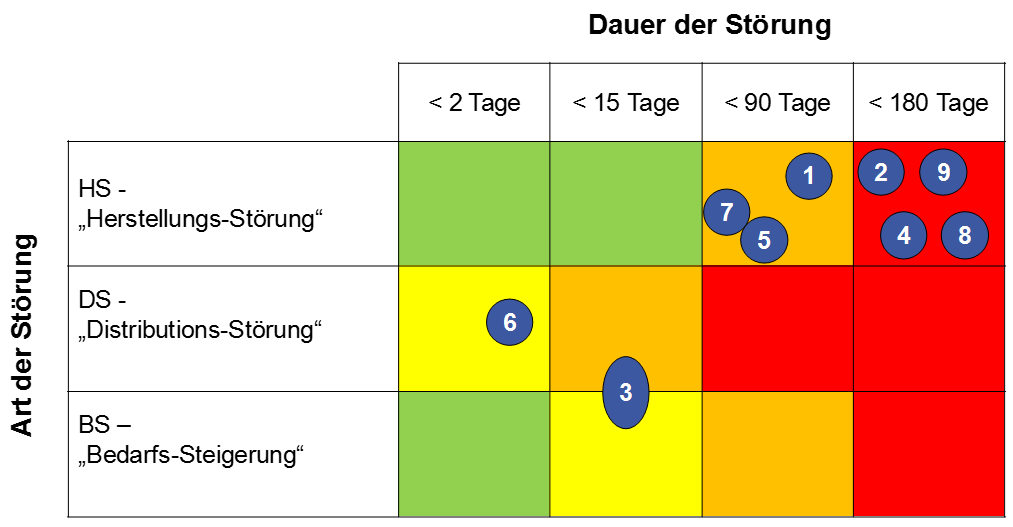 Dauer der Störung
< 2 Tage
< 15 Tage
< 90 Tage
< 180 Tage
Art der Störung
HS -
„Herstellungs-Störung“
1
2
9
7
5
4
8
DS -
„Distributions-Störung“
6
3
BS –
„Bedarfs-Steigerung“